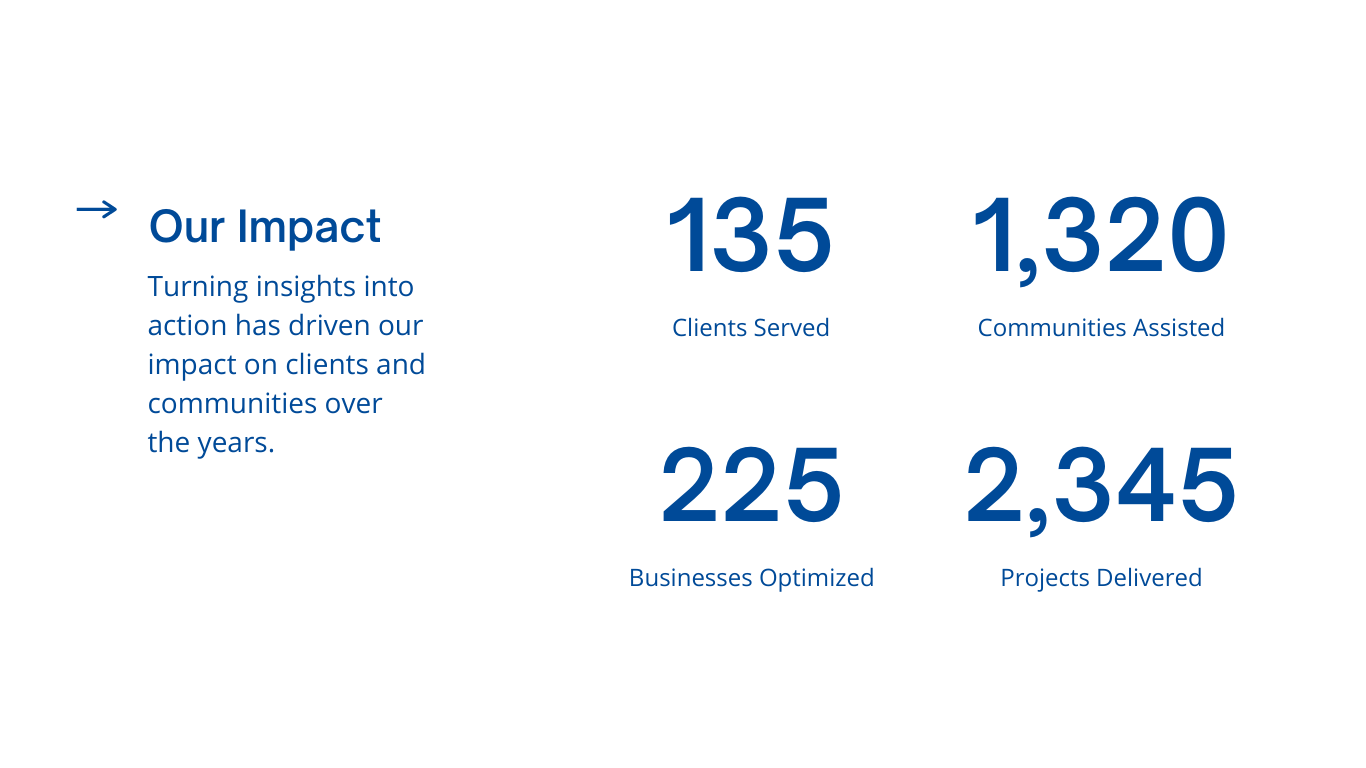 Our Impact
Turning insights into
action has driven our
impact on clients and
communities over
the years.
135
Clients Served
1,320
Communities Assisted
225
Businesses Optimized
2,345
Projects Delivered